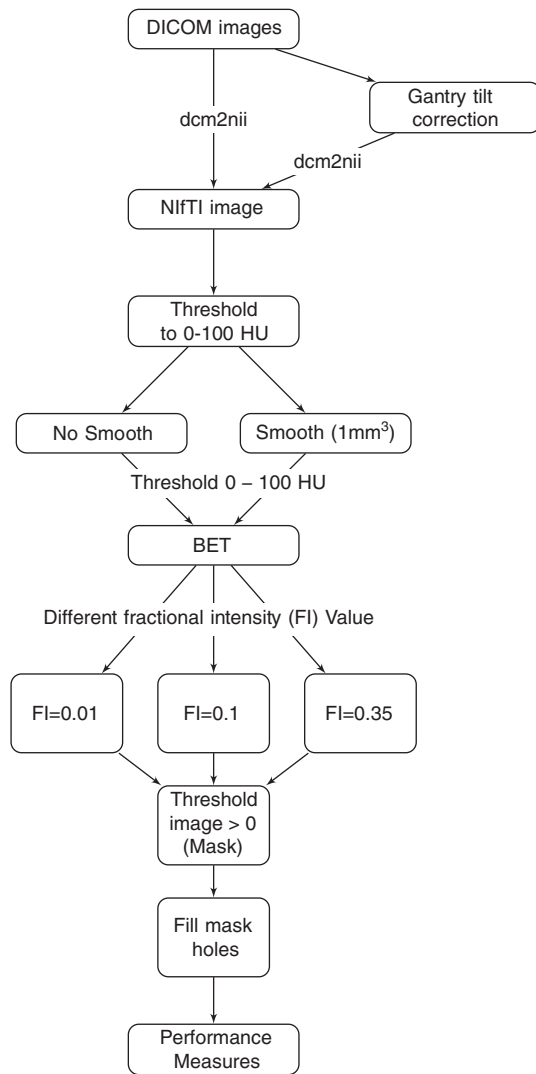 DICOM images
Gantry tilt
correction
dcm2nii
dcm2nii
NIfTI image
Threshold
to 0-100 HU
No Smooth
Smooth (1mm³)
Threshold 0 – 100 HU
BET
Different fractional intensity (FI) Value
FI=0.01
FI=0.1
FI=0.35
Threshold
image > 0
(Mask)
Fill mask
holes
Performance
Measures